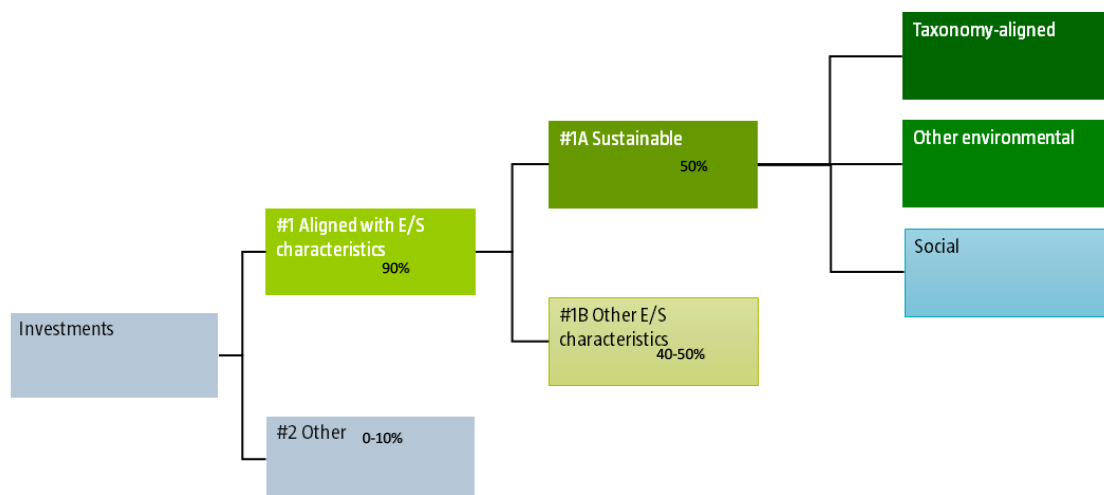 Taxonomy-aligned
#1A Sustainable
50%
Other environmental
#1 Aligned with E/S
characteristics
90%
Social
Investments
#1B Other E/S
characteristics
40-50%
#2 Other
0-10%